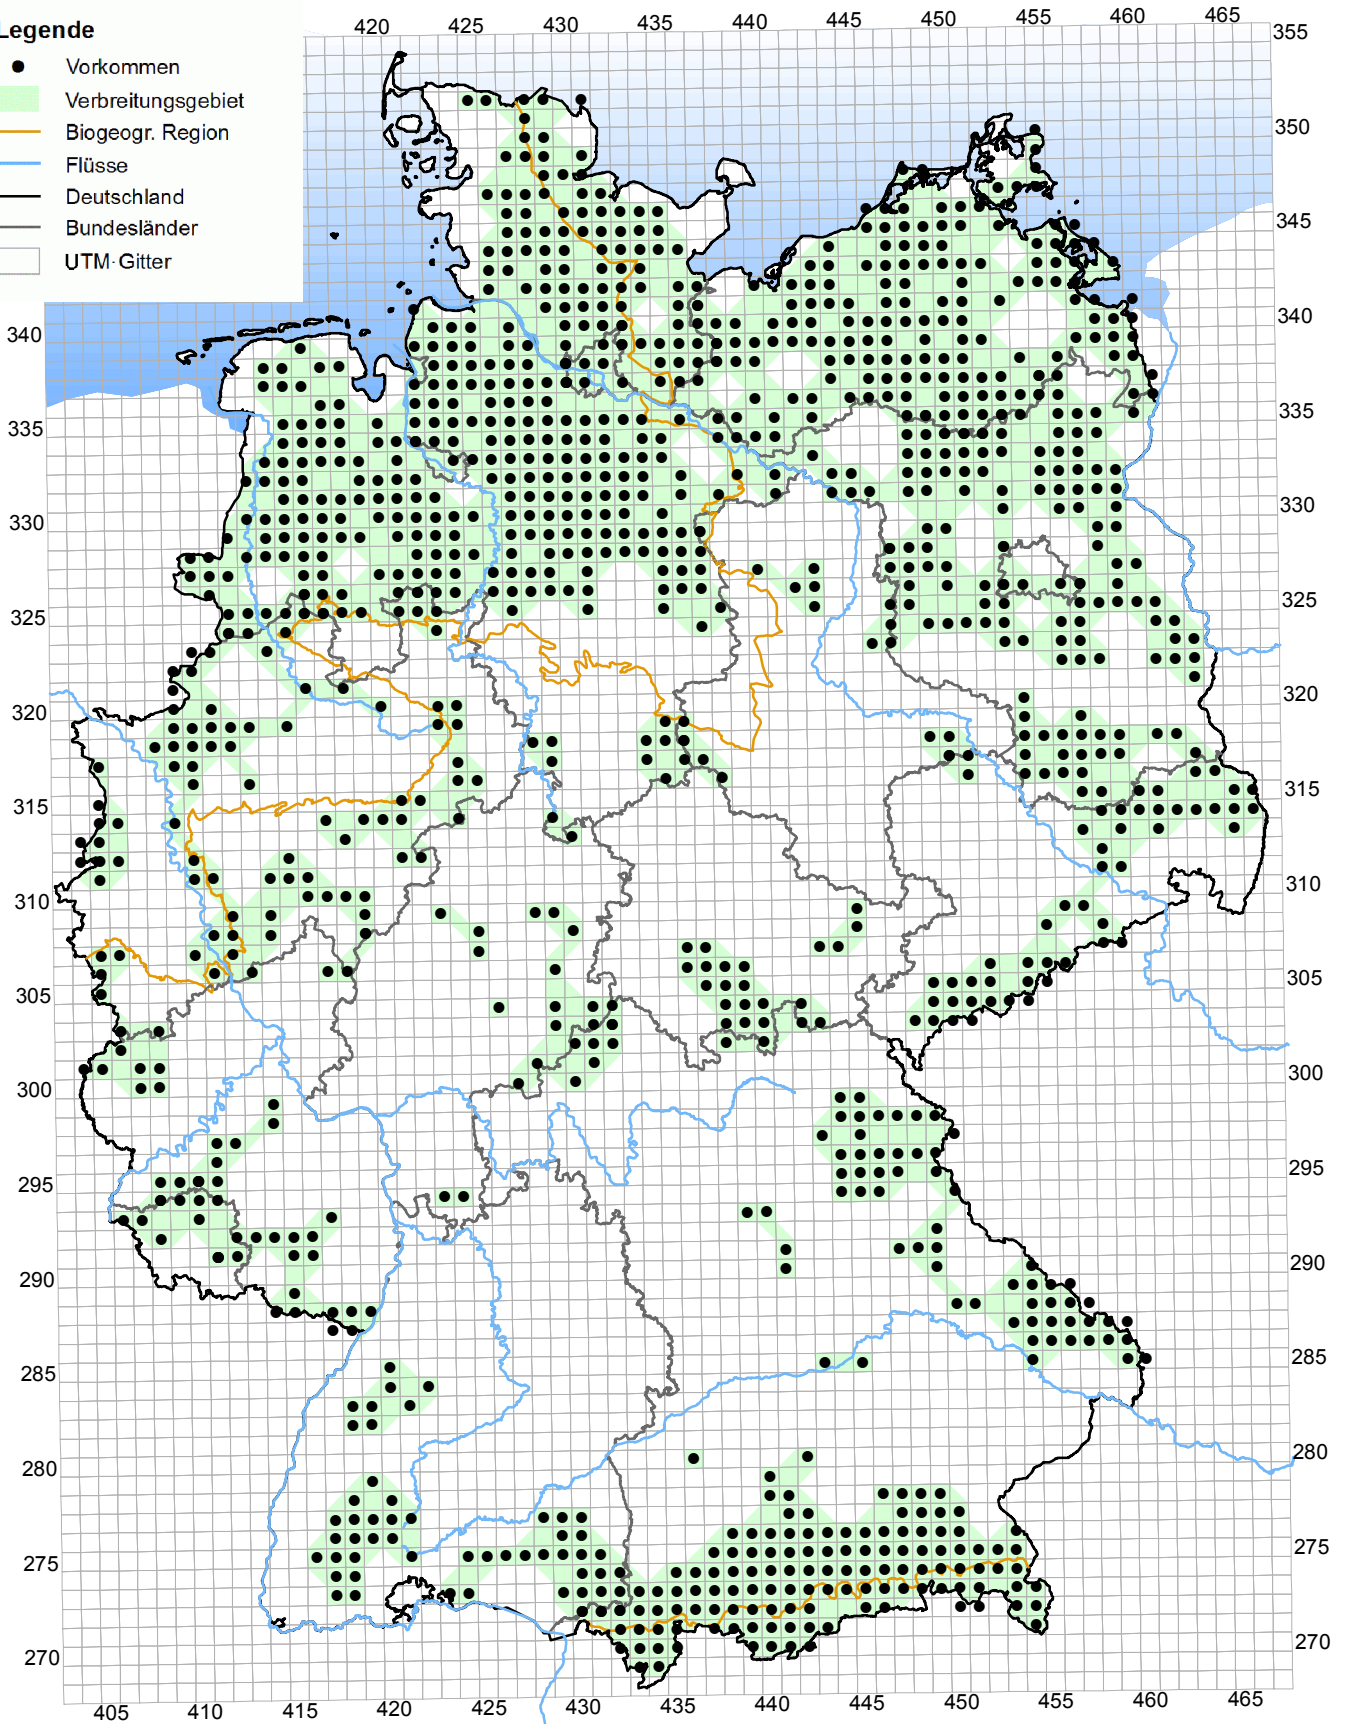 Legende
Vorkommen
Verbreitungsgebiet
Biogeogr. Region
Flüsse
Deutschland
Bundesländer
UTM-Gitter
420 425 430 435 440 445 450 455 460 465
355
350
345
340 340
335 335
330 330
325 325
320 320
315 315
310 310
305 305
300 300
295 295
290 290
285 285
280 280
275 275
270 270
405 410 415 420 425 430 435 440 445 450 455 460 465